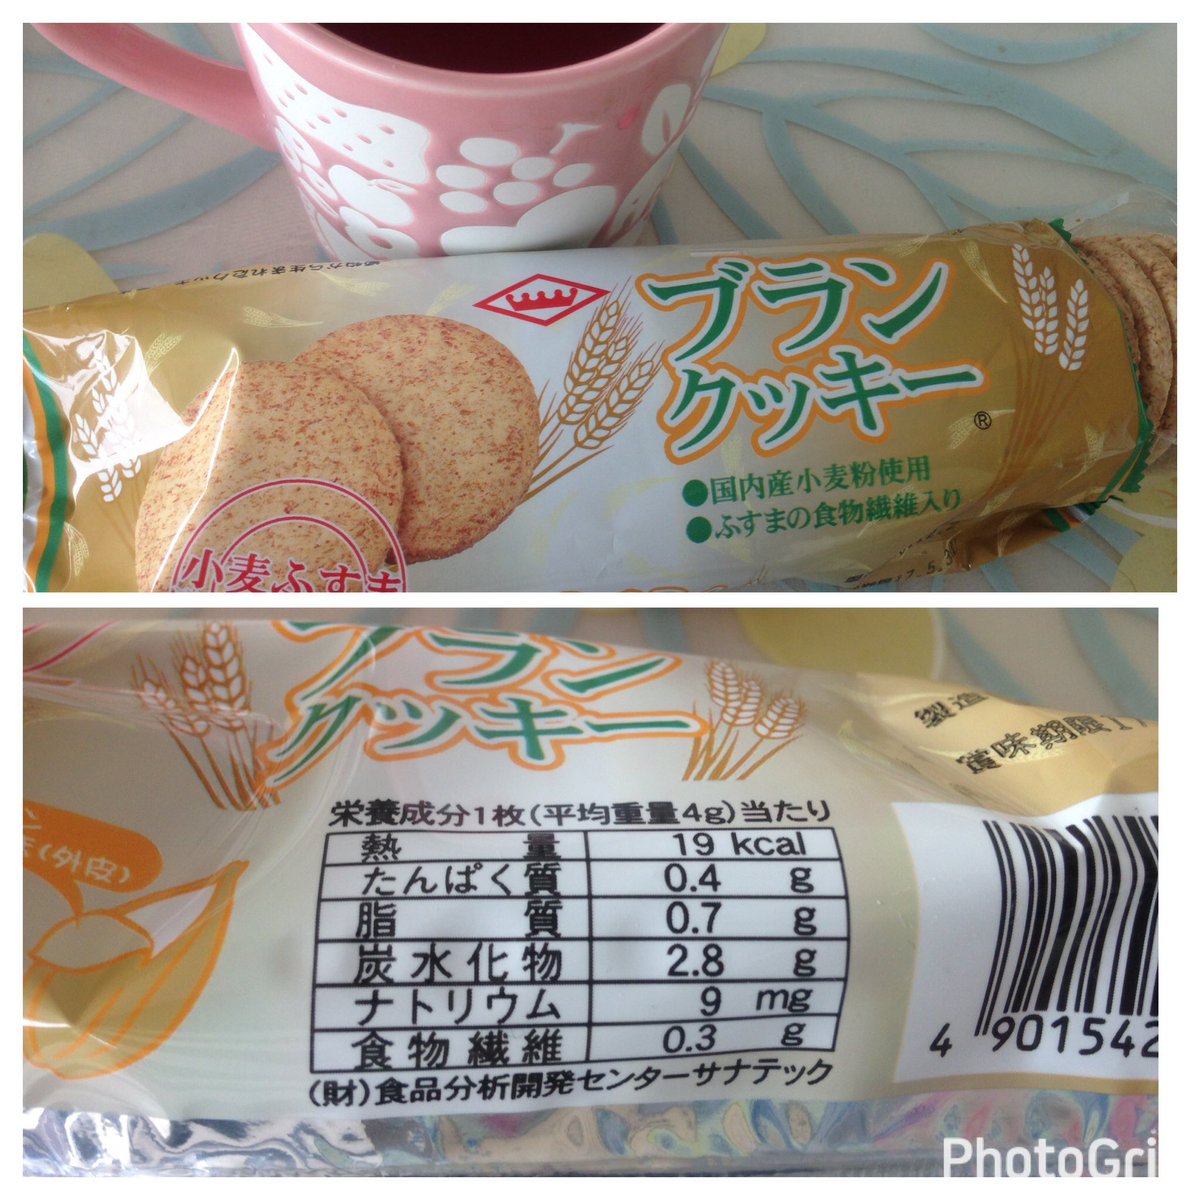 ブラン
クッキー
®
●国内産小麦粉使用
●ふすまの食物繊維入り
小麦ふすま
ブラン
クッキー
(外皮)
製造
賞味期限17
栄養成分1枚(平均重量4g)当たり
熱量 19 kcal
たんぱく質 0.4 g
脂質 0.7 g
炭水化物 2.8 g
ナトリウム 9 mg
食物繊維 0.3 g
(財)食品分析開発センターサナテック
4 901542
PhotoGri